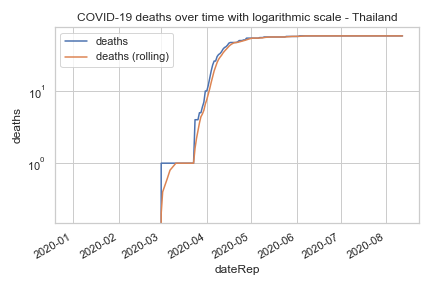 COVID-19 deaths over time with logarithmic scale - Thailand
deaths
deaths (rolling)
deaths
10¹
10⁰
2020-01 2020-02 2020-03 2020-04 2020-05 2020-06 2020-07 2020-08
dateRep